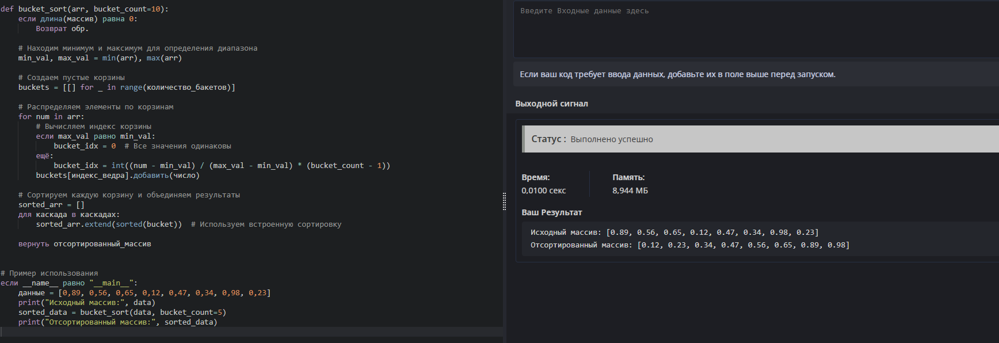 def bucket_sort(arr, bucket_count=10):
если длина(массив) равна 0:
Возврат обр.
# Находим минимум и максимум для определения диапазона
min_val, max_val = min(arr), max(arr)
# Создаем пустые корзины
buckets = [[] for _ in range(количество_бакетов)]
# Распределяем элементы по корзинам
for num in arr:
# Вычисляем индекс корзины
если max_val равно min_val:
bucket_idx = 0  # Все значения одинаковы
ещё:
bucket_idx = int((num - min_val) / (max_val - min_val) * (bucket_count - 1))
buckets[индекс_ведра].добавить(число)
# Сортируем каждую корзину и объединяем результаты
sorted_arr = []
для каскада в каскадах:
sorted_arr.extend(sorted(bucket))  # Используем встроенную сортировку
вернуть отсортированный_массив
# Пример использования
если __name__ равно "__main__":
данные = [0,89, 0,56, 0,65, 0,12, 0,47, 0,34, 0,98, 0,23]
print("Исходный массив:", data)
sorted_data = bucket_sort(data, bucket_count=5)
print("Отсортированный массив:", sorted_data)
Введите Входные данные здесь
Если ваш код требует ввода данных, добавьте их в поле выше перед запуском.
Выходной сигнал
Статус : Выполнено успешно
Время:
0,0100 секс
Память:
8,944 МБ
Ваш Результат
Исходный массив: [0.89, 0.56, 0.65, 0.12, 0.47, 0.34, 0.98, 0.23]
Отсортированный массив: [0.12, 0.23, 0.34, 0.47, 0.56, 0.65, 0.89, 0.98]